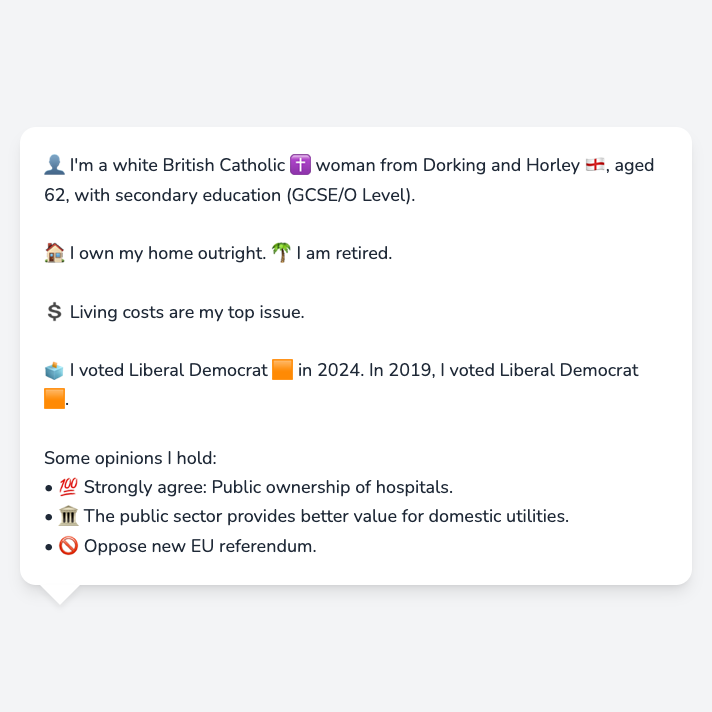 👤 I'm a white British Catholic ✝️ woman from Dorking and Horley 🏴󠁧󠁢󠁥󠁮󠁧󠁿, aged
62, with secondary education (GCSE/O Level).
🏠 I own my home outright. 🌴 I am retired.
💲 Living costs are my top issue.
🗳️ I voted Liberal Democrat 🟧 in 2024. In 2019, I voted Liberal Democrat
🟧.
Some opinions I hold:
• 💯 Strongly agree: Public ownership of hospitals.
• 🏛️ The public sector provides better value for domestic utilities.
• 🚫 Oppose new EU referendum.